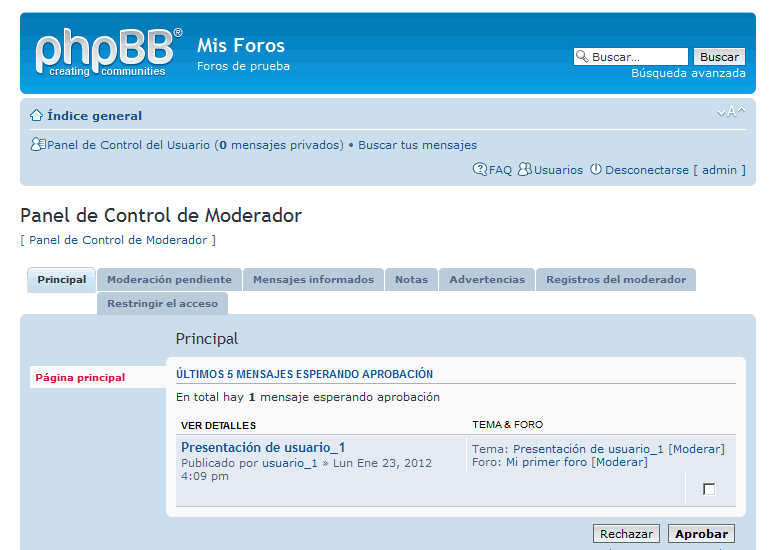 phpBB®
creating communities
Mis Foros
Foros de prueba
Buscar... Buscar
Búsqueda avanzada
Índice general
A
Panel de Control del Usuario (0 mensajes privados) • Buscar tus mensajes
FAQ Usuarios Desconectarse [ admin ]
Panel de Control de Moderador
[ Panel de Control de Moderador ]
Principal Moderación pendiente Mensajes informados Notas Advertencias Registros del moderador
Restringir el acceso
Principal
Página principal
ÚLTIMOS 5 MENSAJES ESPERANDO APROBACIÓN
En total hay 1 mensaje esperando aprobación
VER DETALLES TEMA & FORO
Presentación de usuario_1
Publicado por usuario_1 » Lun Ene 23, 2012
4:09 pm
Tema: Presentación de usuario_1 [Moderar]
Foro: Mi primer foro [Moderar]
Rechazar Aprobar